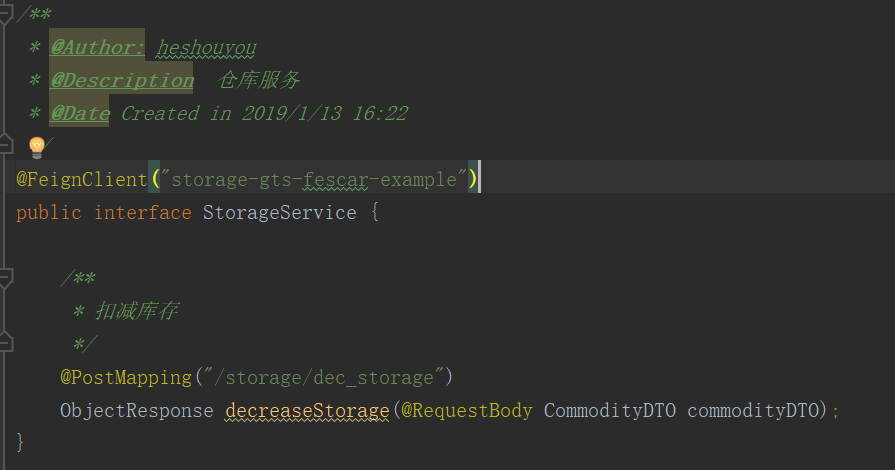 /**
* @Author: heshouyou
* @Description  仓库服务
* @Date Created in 2019/1/13 16:22
/
@FeignClient("storage-gts-fescar-example")
public interface StorageService {
/**
* 扣减库存
*/
@PostMapping("/storage/dec_storage")
ObjectResponse decreaseStorage(@RequestBody CommodityDTO commodityDTO);
}